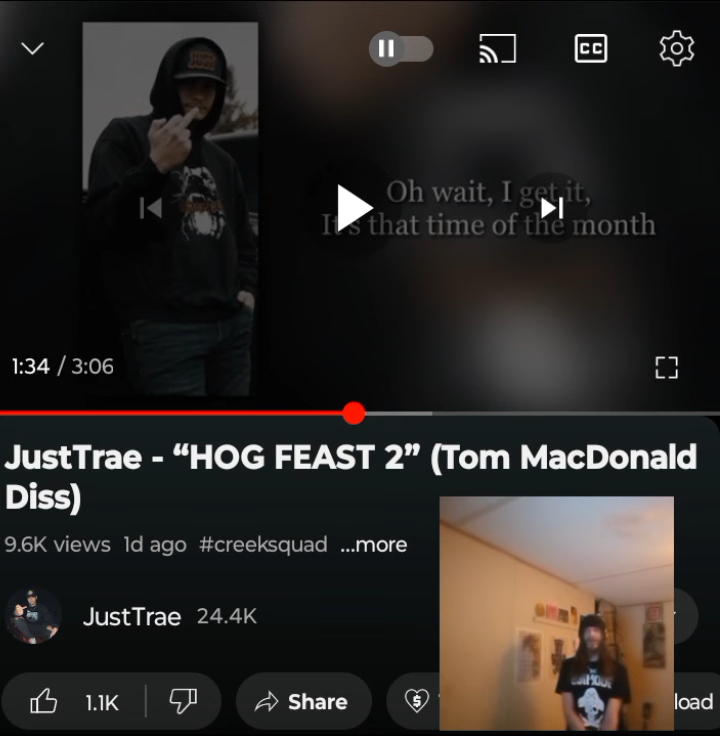 CC
Oh wait, I get it,
It's that time of the month
1:34 / 3:06
JustTrae - “HOG FEAST 2” (Tom MacDonald
Diss)
9.6K views 1d ago #creeksquad ...more
JustTrae 24.4K
1.1K Share load